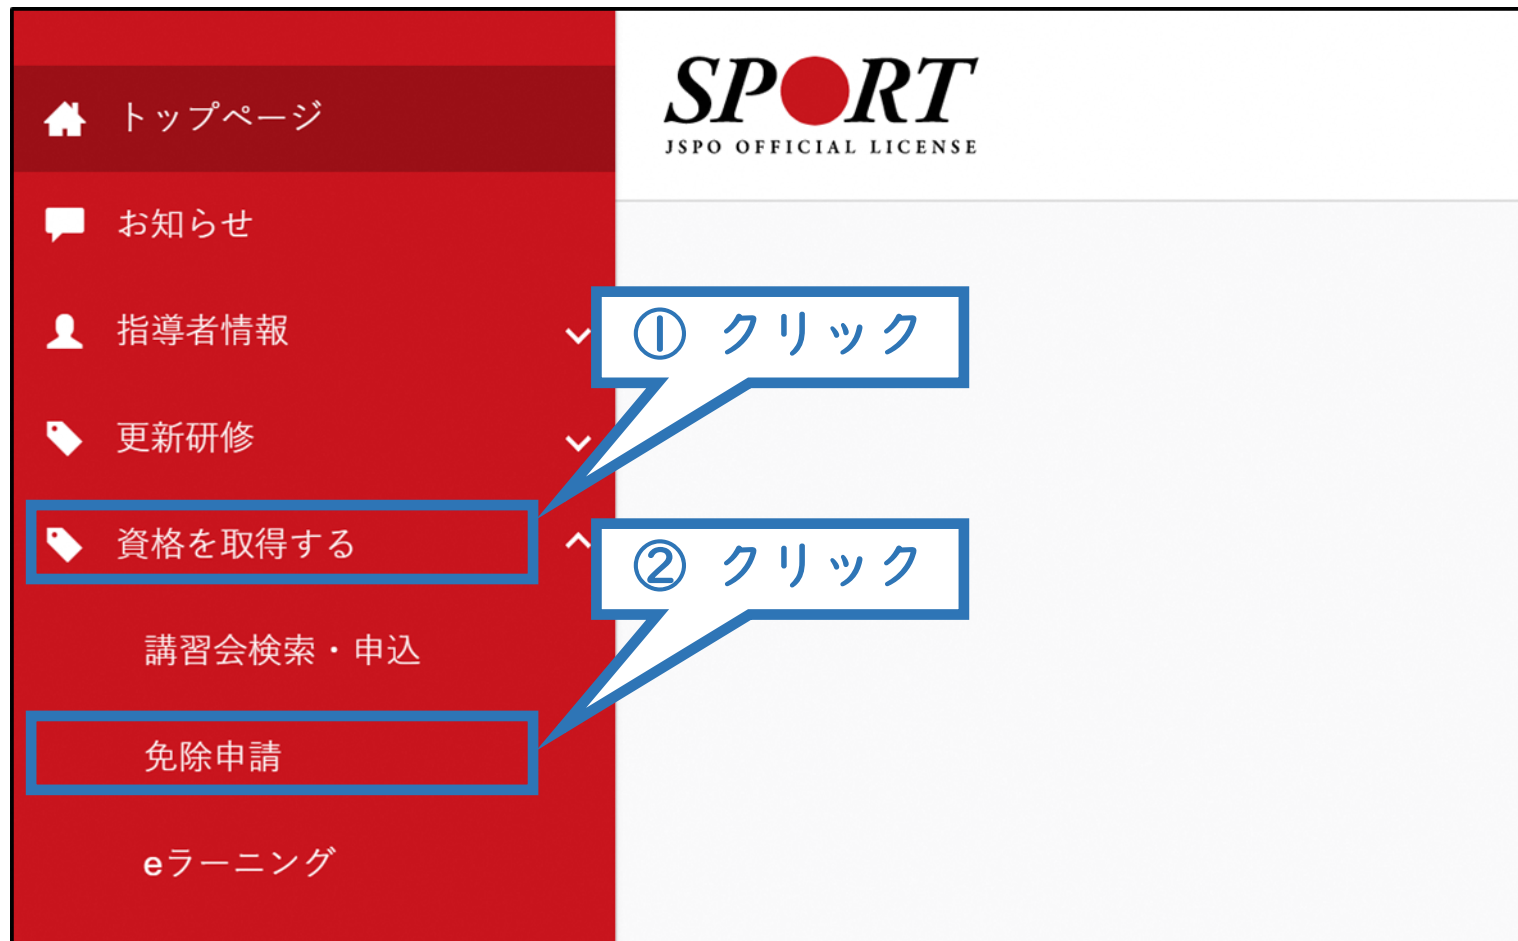 トップページ
SPORT
JSPO OFFICIAL LICENSE
お知らせ
指導者情報
① クリック
更新研修
資格を取得する
② クリック
講習会検索・申込
免除申請
eラーニング